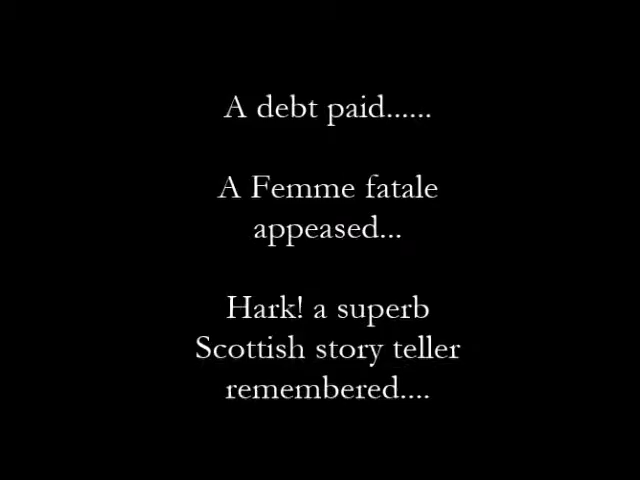 A debt paid......
A Femme fatale
appeased...
Hark! a superb
Scottish story teller
remembered....